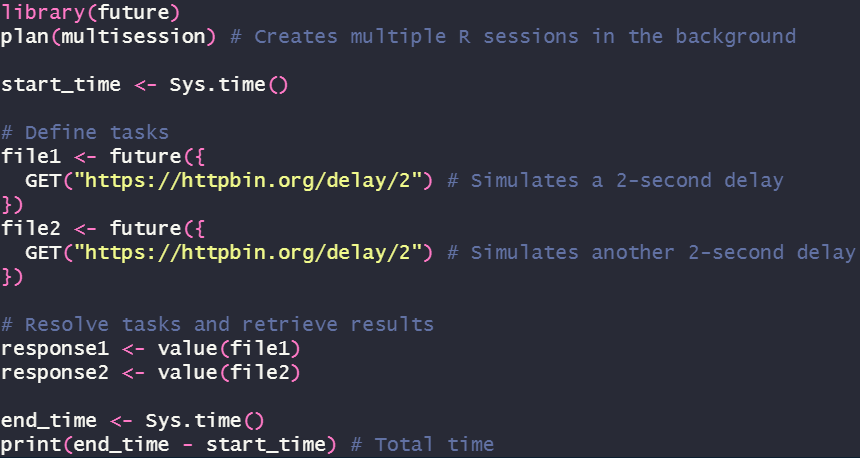 library(future)
plan(multisession) # Creates multiple R sessions in the background
start_time <- Sys.time()
# Define tasks
file1 <- future({
  GET("https://httpbin.org/delay/2") # Simulates a 2-second delay
})
file2 <- future({
  GET("https://httpbin.org/delay/2") # Simulates another 2-second delay
})
# Resolve tasks and retrieve results
response1 <- value(file1)
response2 <- value(file2)
end_time <- Sys.time()
print(end_time - start_time) # Total time